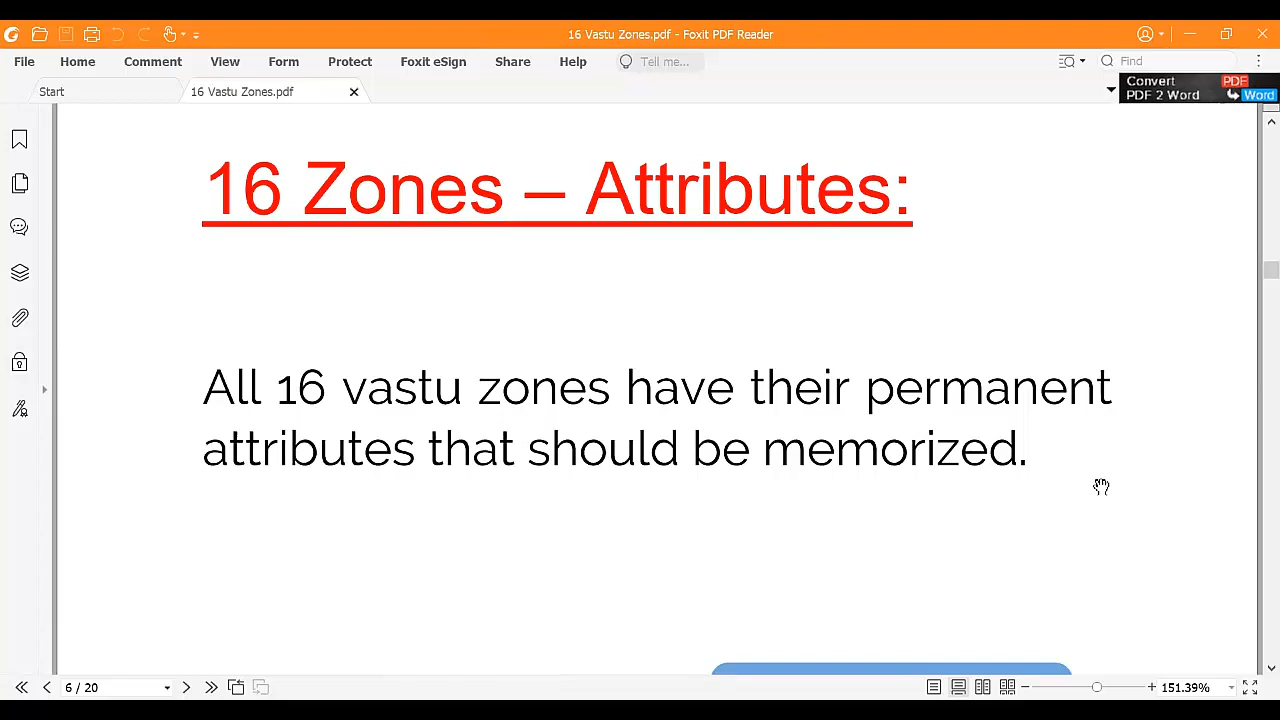 16 Vastu Zones.pdf - Foxit PDF Reader
File Home Comment View Form Protect Foxit eSign Share Help Tell me... Find
Start 16 Vastu Zones.pdf
Convert PDF
PDF 2 Word Word
16 Zones – Attributes:
All 16 vastu zones have their permanent
attributes that should be memorized.
6 / 20 151.39%